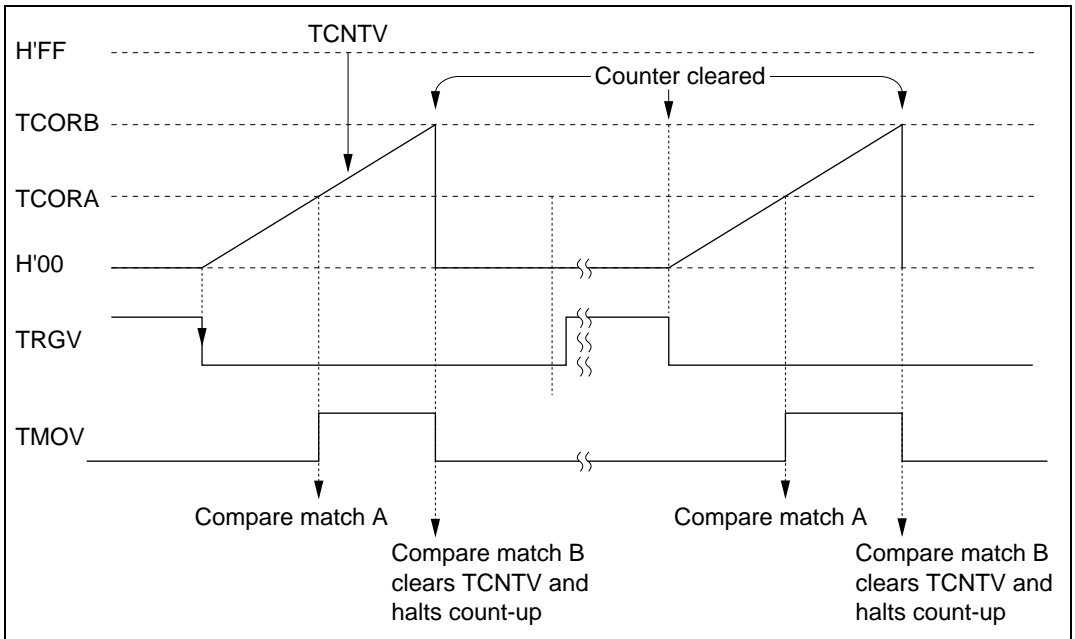 TCNTV
H'FF
Counter cleared
TCORB
TCORA
H'00
TRGV
TMOV
Compare match A
Compare match A
Compare match B
clears TCNTV and
halts count-up
Compare match B
clears TCNTV and
halts count-up